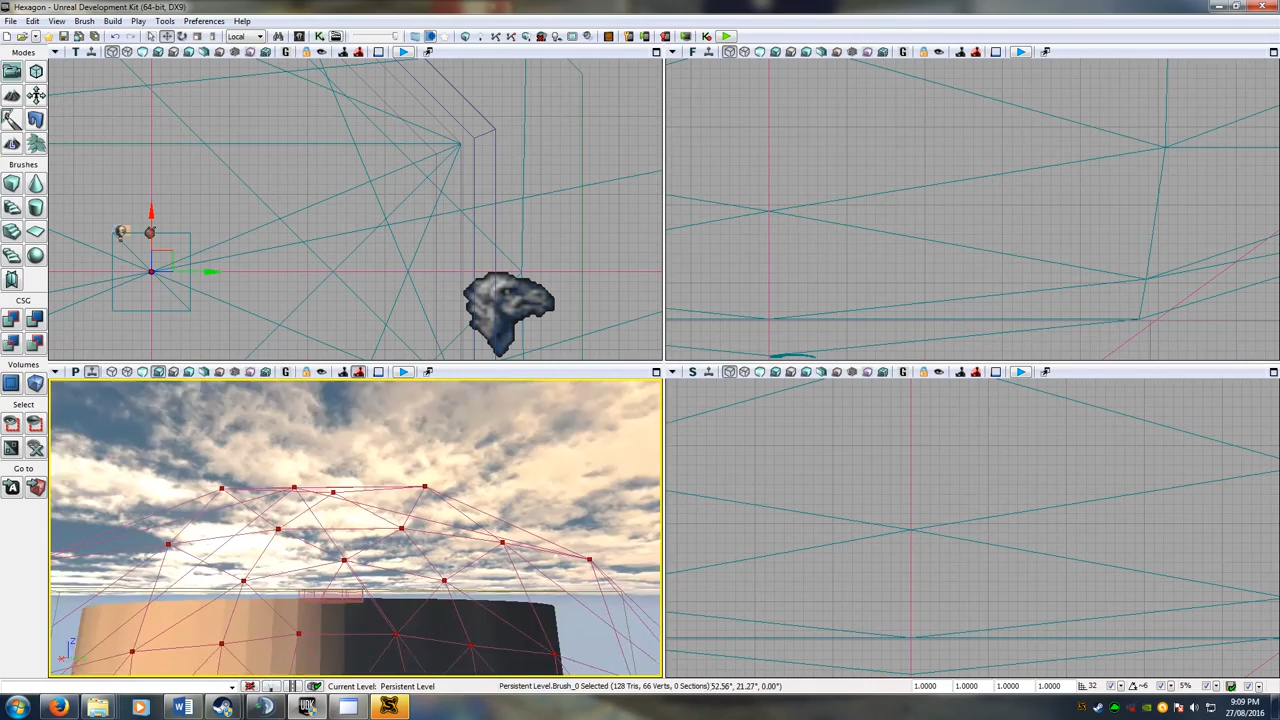 Hexagon - Unreal Development Kit (64-bit, DX9)
File Edit View Brush Build Play Tools Preferences Help
Local
Modes
T G
F G
Brushes
CSG
Volumes
P G
S G
Select
Go to
Z
X
Current Level: Persistent Level
Persistent Level.Brush_0 Selected (128 Tris, 66 Verts, 0 Sections) 52.56°, 21.27°, 0.00°)
1.0000 1.0000 1.0000 1.0000 32 ~6 5%
9:09 PM
27/08/2016